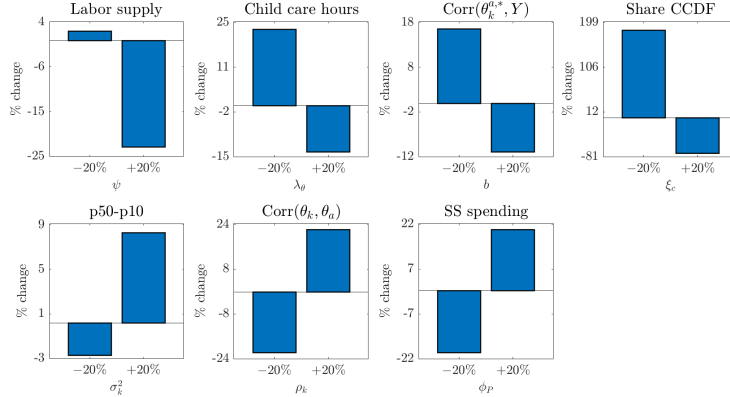 Labor supply
4
-6
-15
-25
% change
−20% +20%
ψ
Child care hours
25
11
-2
-15
% change
−20% +20%
λ_θ
Corr(θ_k^{a,*}, Y)
18
8
-2
-12
% change
−20% +20%
b
Share CCDF
199
106
12
-81
% change
−20% +20%
ξ_c
p50-p10
9
5
1
-3
% change
−20% +20%
σ_k^2
Corr(θ_k, θ_a)
24
8
-8
-24
% change
−20% +20%
ρ_k
SS spending
22
7
-7
-22
% change
−20% +20%
ϕ_P